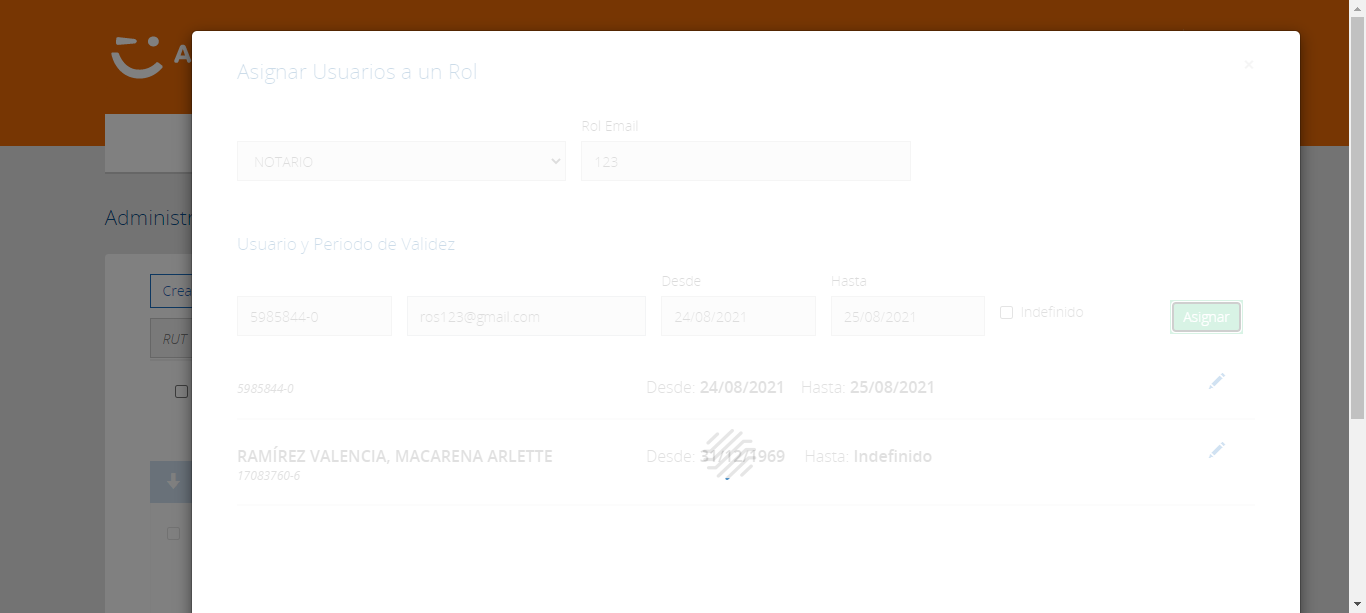 A
Asignar Usuarios a un Rol
×
Rol Email
NOTARIO
123
Administr
Usuario y Periodo de Validez
Desde
Hasta
Crea
5985844-0
ros123@gmail.com
24/08/2021
25/08/2021
Indefinido
Asignar
RUT
5985844-0
Desde: 24/08/2021 Hasta: 25/08/2021
RAMÍREZ VALENCIA, MACARENA ARLETTE
Desde: 31/12/1969 Hasta: Indefinido
17083760-6